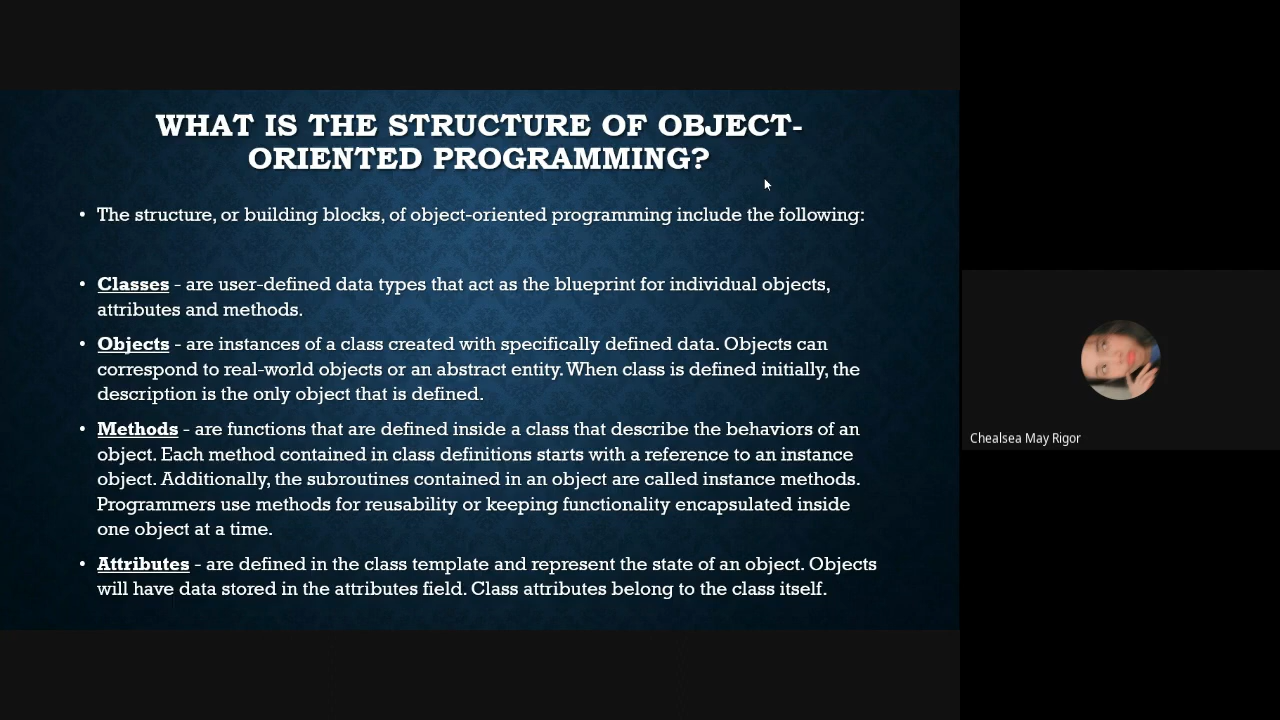 WHAT IS THE STRUCTURE OF OBJECT-
ORIENTED PROGRAMMING?
• The structure, or building blocks, of object-oriented programming include the following:
• Classes - are user-defined data types that act as the blueprint for individual objects,
attributes and methods.
• Objects - are instances of a class created with specifically defined data. Objects can
correspond to real-world objects or an abstract entity. When class is defined initially, the
description is the only object that is defined.
• Methods - are functions that are defined inside a class that describe the behaviors of an
object. Each method contained in class definitions starts with a reference to an instance
object. Additionally, the subroutines contained in an object are called instance methods.
Programmers use methods for reusability or keeping functionality encapsulated inside
one object at a time.
• Attributes - are defined in the class template and represent the state of an object. Objects
will have data stored in the attributes field. Class attributes belong to the class itself.
Chealsea May Rigor